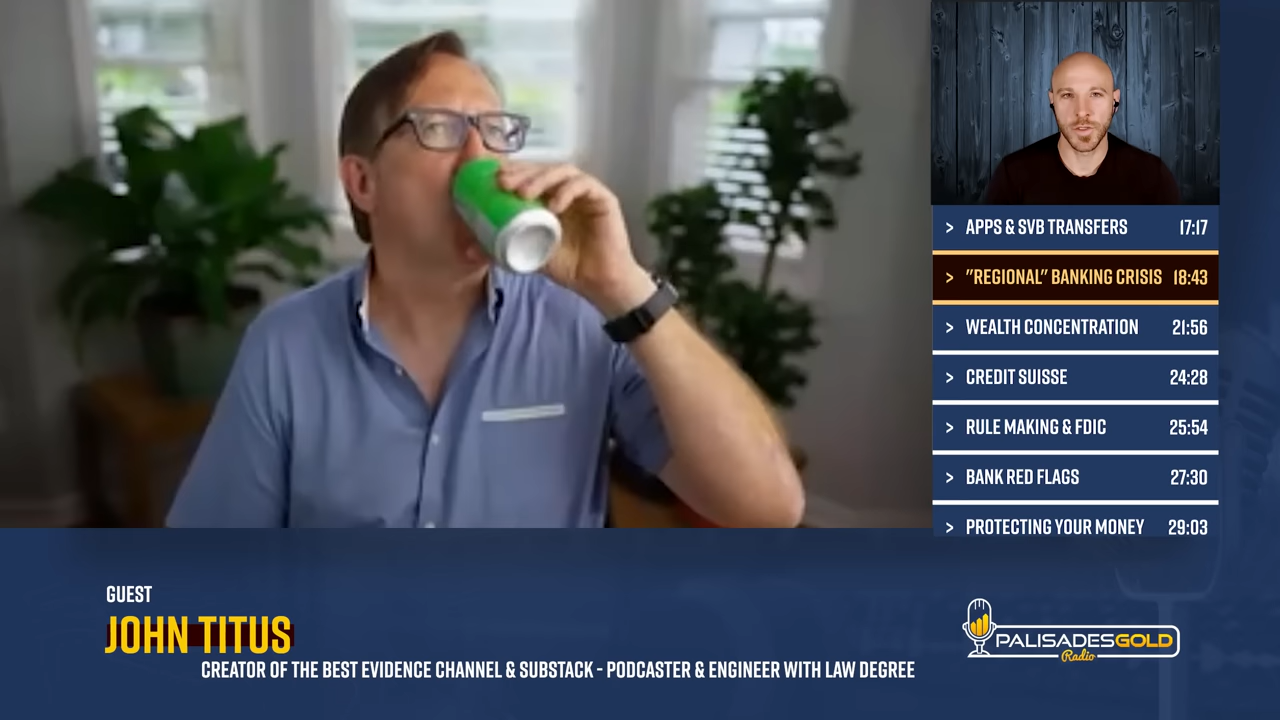 > APPS & SVB TRANSFERS 17:17
> "REGIONAL" BANKING CRISIS 18:43
> WEALTH CONCENTRATION 21:56
> CREDIT SUISSE 24:28
> RULE MAKING & FDIC 25:54
> BANK RED FLAGS 27:30
> PROTECTING YOUR MONEY 29:03
GUEST
JOHN TITUS
CREATOR OF THE BEST EVIDENCE CHANNEL & SUBSTACK - PODCASTER & ENGINEER WITH LAW DEGREE
PALISADESGOLD
Radio